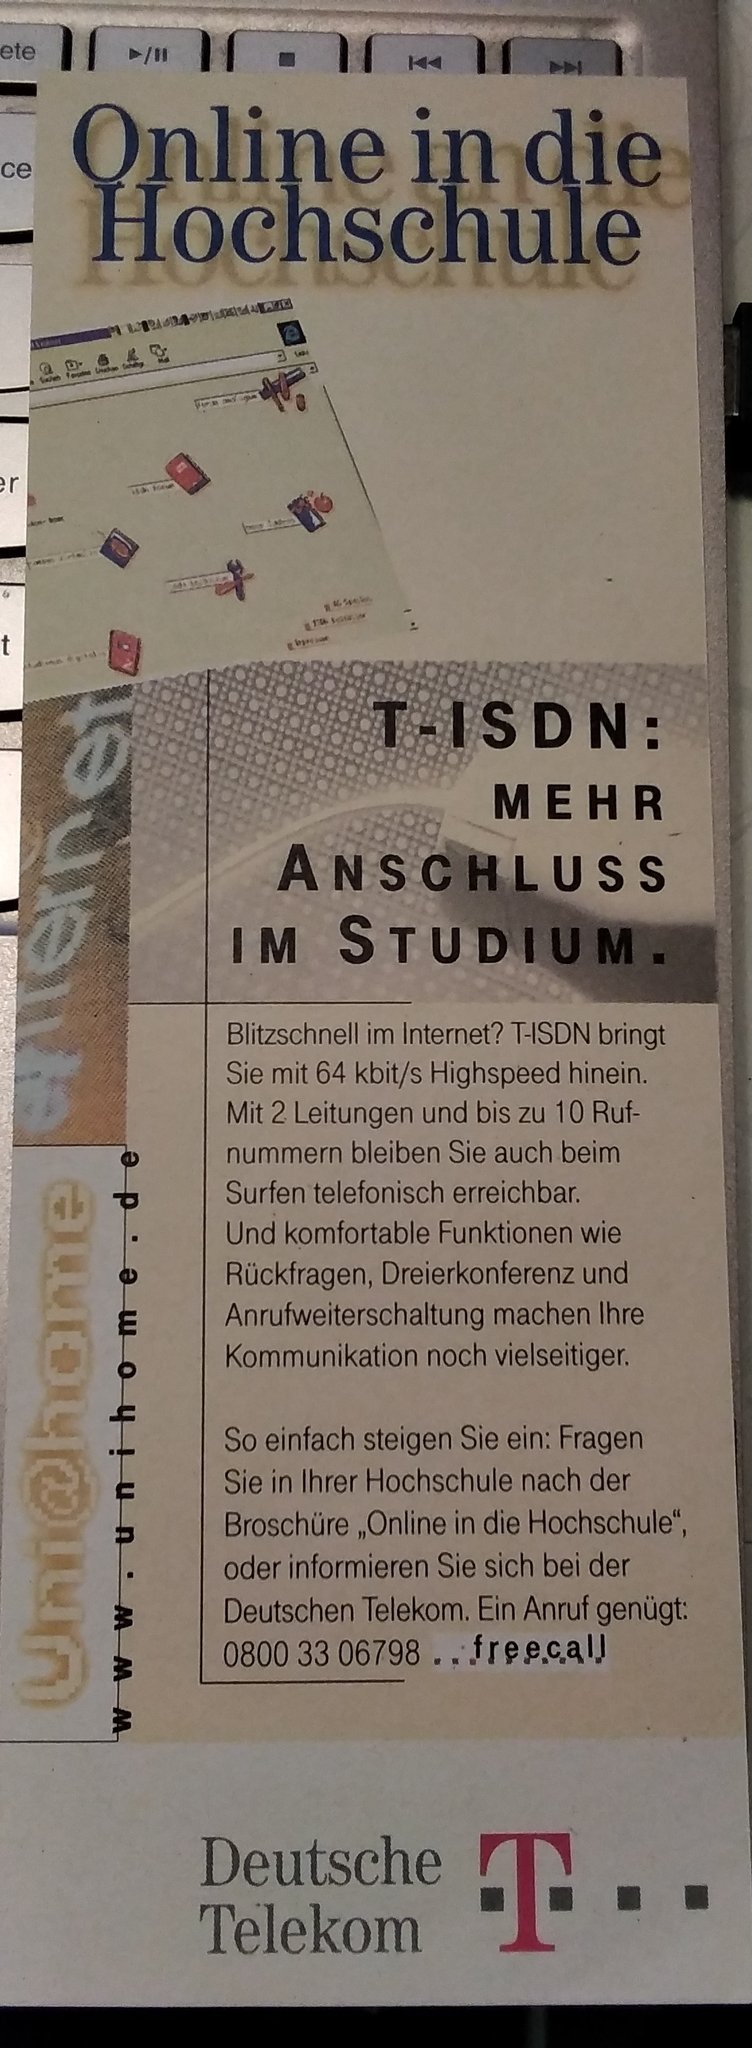 ete
ce
er
t
Online in die
Hochschule
T-ISDN:
MEHR
ANSCHLUSS
IM STUDIUM.
Blitzschnell im Internet? T-ISDN bringt
Sie mit 64 kbit/s Highspeed hinein.
Mit 2 Leitungen und bis zu 10 Ruf-
nummern bleiben Sie auch beim
Surfen telefonisch erreichbar.
Und komfortable Funktionen wie
Rückfragen, Dreierkonferenz und
Anrufweiterschaltung machen Ihre
Kommunikation noch vielseitiger.
So einfach steigen Sie ein: Fragen
Sie in Ihrer Hochschule nach der
Broschüre „Online in die Hochschule“,
oder informieren Sie sich bei der
Deutschen Telekom. Ein Anruf genügt:
0800 33 06798 ...freecall
Uni@home
www.unihome.de
Deutsche
Telekom
T